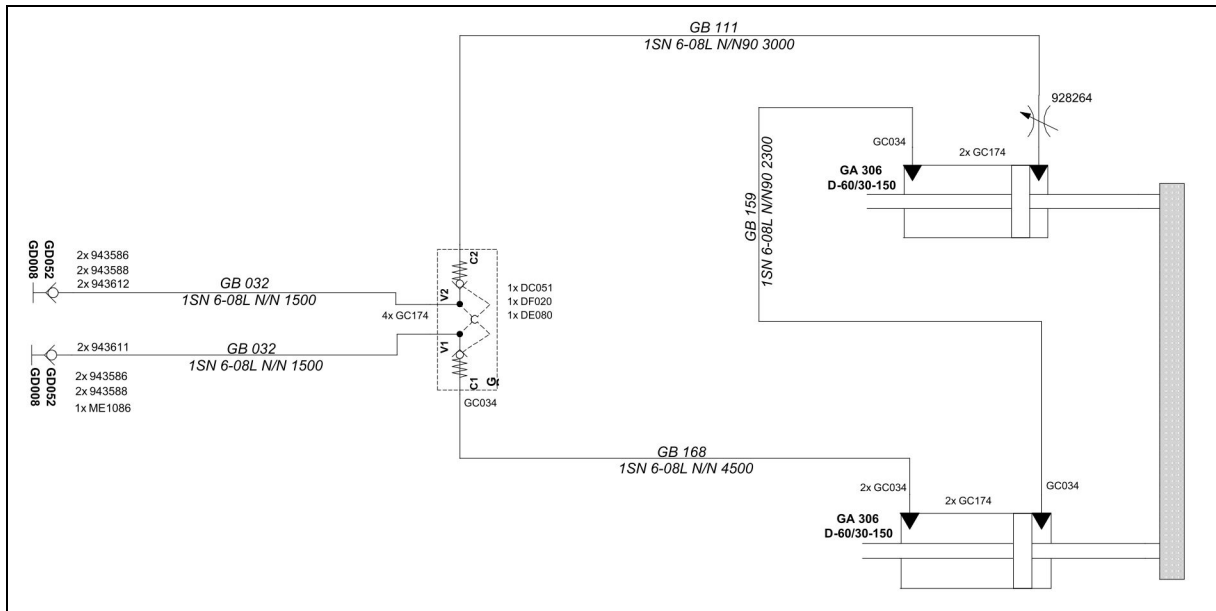 GB 111
1SN 6-08L N/N90 3000
928264
GC034
2x GC174
GA 306
D-60/30-150
GB 159
1SN 6-08L N/N90 2300
GD008
GD052
2x 943586
2x 943588
2x 943612
GB 032
1SN 6-08L N/N 1500
4x GC174
C2
V2
1x DC051
1x DF020
1x DE080
GD008
GD052
2x 943611
GB 032
1SN 6-08L N/N 1500
2x 943586
2x 943588
1x ME1086
V1
C1
G
GC034
GB 168
1SN 6-08L N/N 4500
2x GC034
2x GC174
GC034
GA 306
D-60/30-150